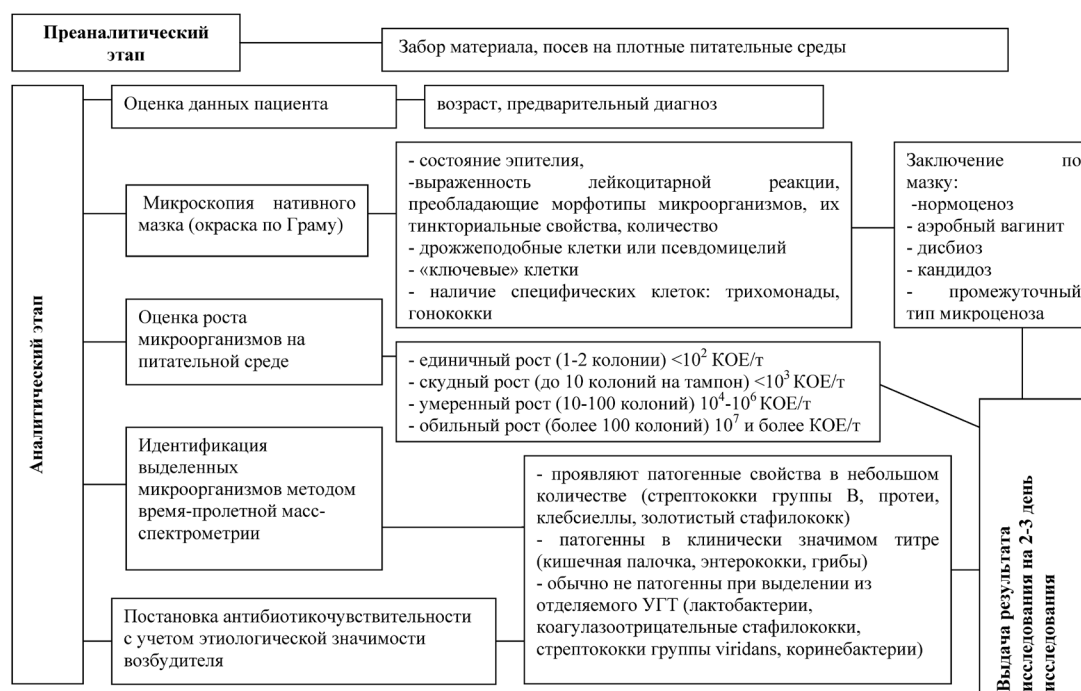 Преаналитический
этап
Забор материала, посев на плотные питательные среды
Аналитический этап
Оценка данных пациента
возраст, предварительный диагноз
Микроскопия нативного
мазка (окраска по Граму)
- состояние эпителия,
-выраженность лейкоцитарной реакции,
преобладающие морфотипы микроорганизмов, их
тинкториальные свойства, количество
- дрожжеподобные клетки или псевдомицелий
- «ключевые» клетки
- наличие специфических клеток: трихомонады,
гонококки
Заключение по
мазку:
-нормоценоз
- аэробный вагинит
- дисбиоз
- кандидоз
- промежуточный
тип микроценоза
Оценка роста
микроорганизмов на
питательной среде
- единичный рост (1-2 колонии) <10² КОЕ/т
- скудный рост (до 10 колоний на тампон) <10³ КОЕ/т
- умеренный рост (10-100 колоний) 10⁴-10⁶ КОЕ/т
- обильный рост (более 100 колоний) 10⁷ и более КОЕ/т
Идентификация
выделенных
микроорганизмов методом
время-пролетной масс-
спектрометрии
- проявляют патогенные свойства в небольшом
количестве (стрептококки группы В, протеи,
клебсиеллы, золотистый стафилококк)
- патогенны в клинически значимом титре
(кишечная палочка, энтерококки, грибы)
- обычно не патогенны при выделении из
отделяемого УГТ (лактобактерии,
коагулазоотрицательные стафилококки,
стрептококки группы viridans, коринебактерии)
Постановка антибиотикочувствительности
с учетом этиологической значимости
возбудителя
Выдача результата
исследования на 2-3 день
исследования